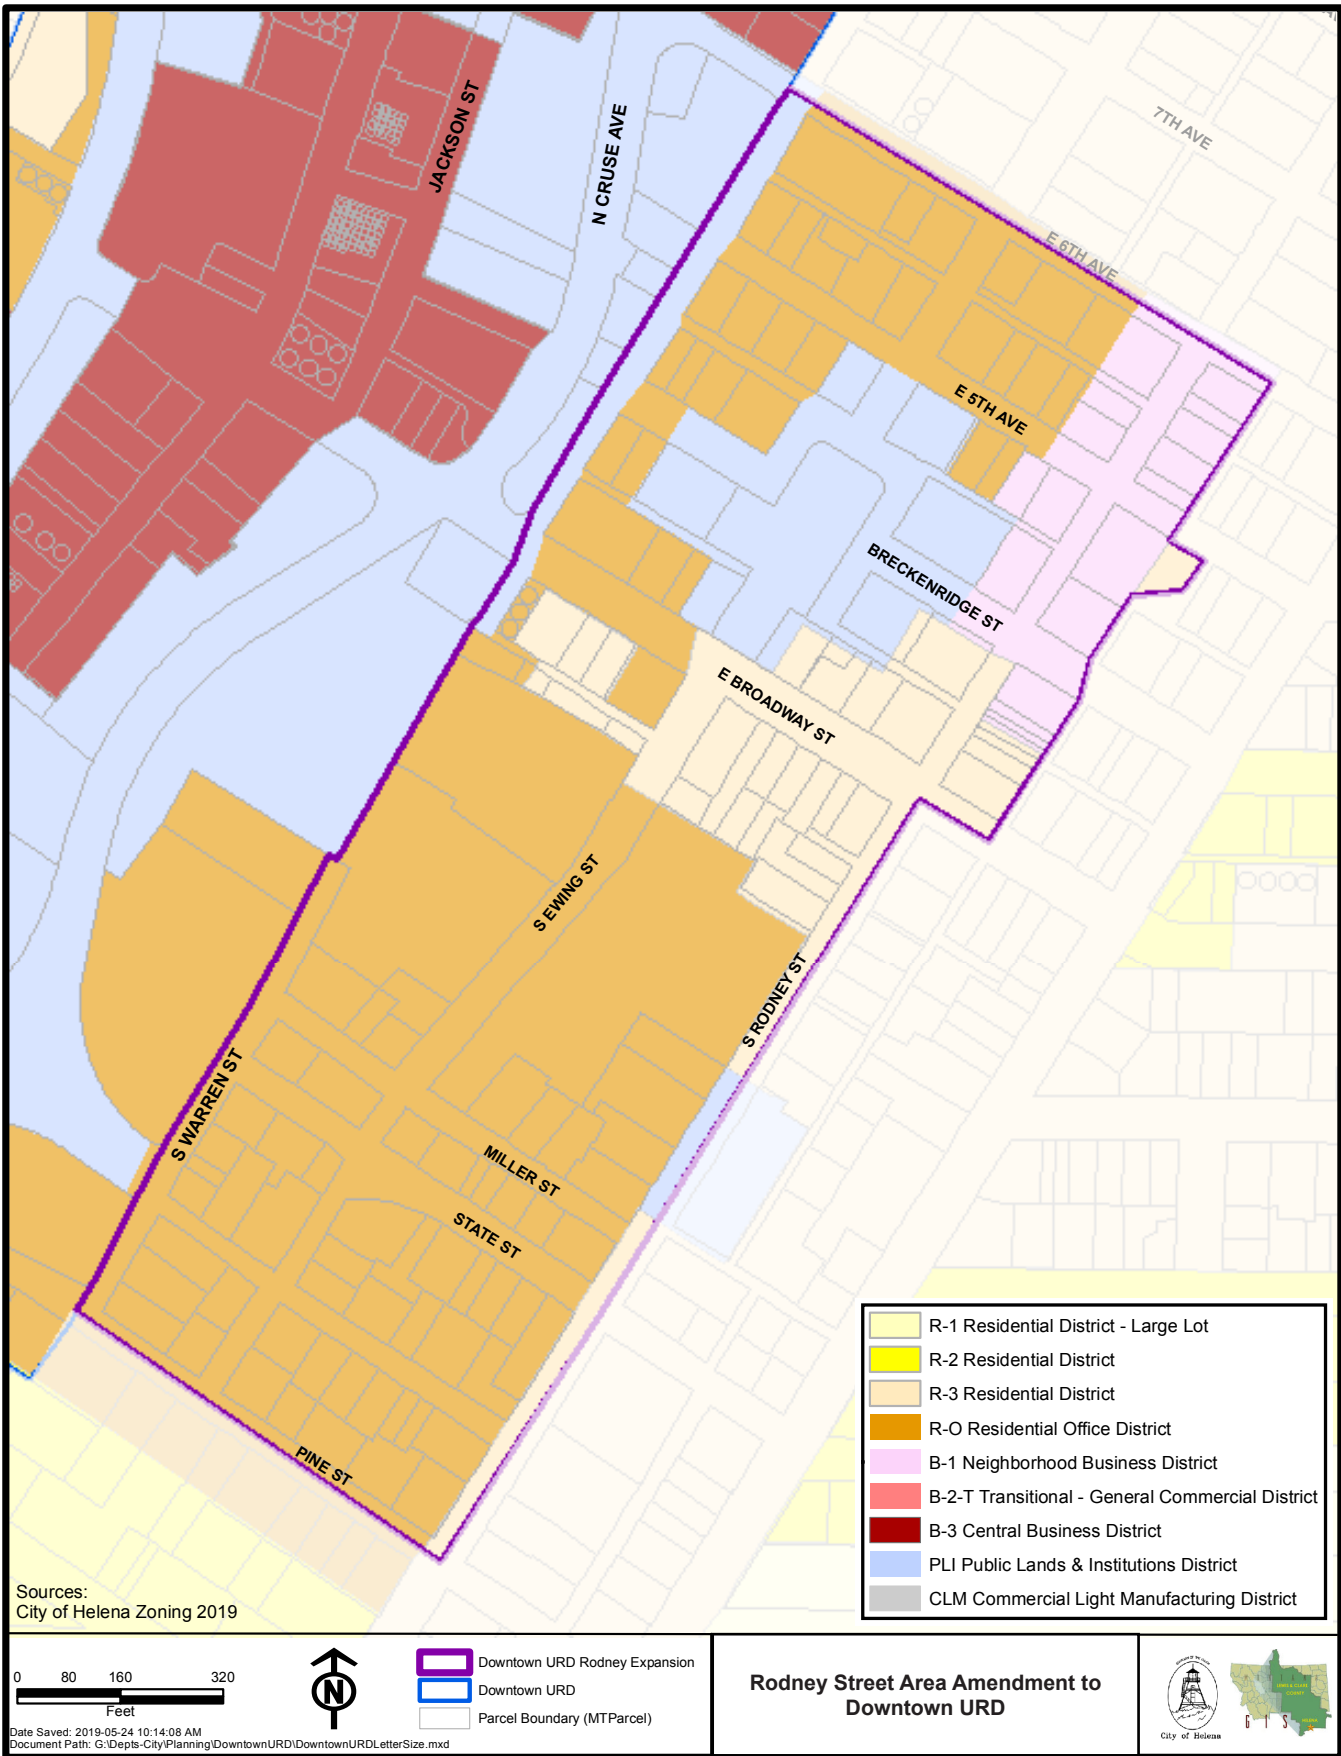 JACKSON ST
N CRUSE AVE
7TH AVE
E 6TH AVE
E 5TH AVE
BRECKENRIDGE ST
E BROADWAY ST
S EWING ST
S RODNEY ST
S WARREN ST
MILLER ST
STATE ST
PINE ST
R-1 Residential District - Large Lot
R-2 Residential District
R-3 Residential District
R-O Residential Office District
B-1 Neighborhood Business District
B-2-T Transitional - General Commercial District
B-3 Central Business District
PLI Public Lands & Institutions District
CLM Commercial Light Manufacturing District
Sources:
City of Helena Zoning 2019
0 80 160 320
Feet
N
Downtown URD Rodney Expansion
Downtown URD
Parcel Boundary (MTParcel)
Date Saved: 2019-05-24 10:14:08 AM
Document Path: G:\Depts-City\Planning\DowntownURD\DowntownURDLetterSize.mxd
Rodney Street Area Amendment to
Downtown URD
City of Helena
LEWIS & CLARK
COUNTY
HELENA
G I S